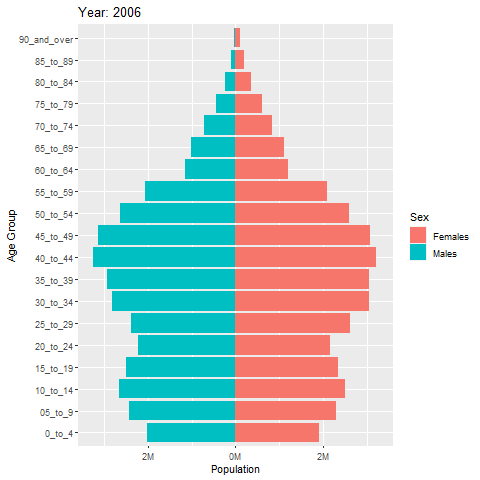 Year: 2006
90_and_over
85_to_89
80_to_84
75_to_79
70_to_74
65_to_69
60_to_64
55_to_59
50_to_54
45_to_49
40_to_44
35_to_39
30_to_34
25_to_29
20_to_24
15_to_19
10_to_14
05_to_9
0_to_4
Age Group
2M 0M 2M
Population
Sex
Females
Males